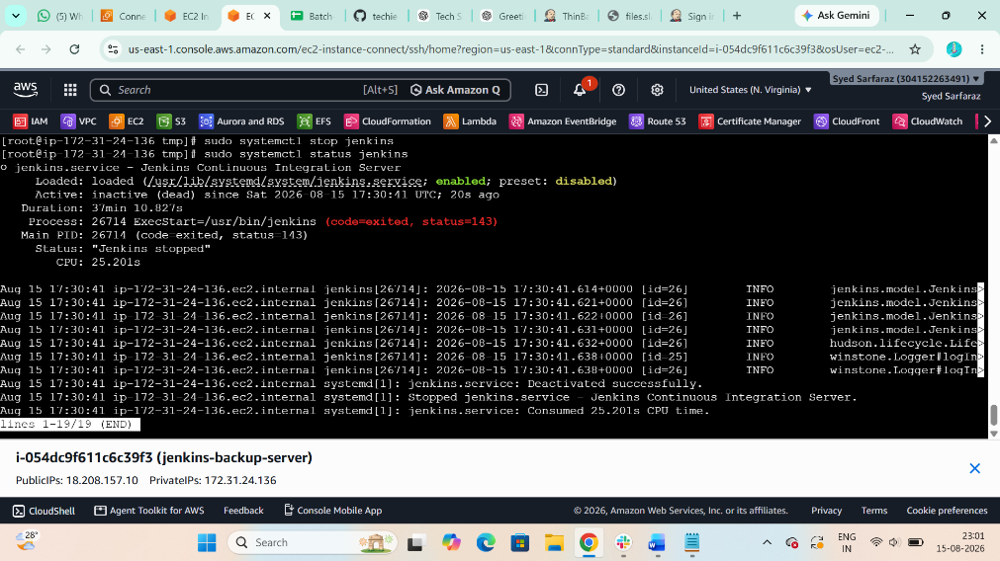 (5) Wh
Conne
EC2 In
EC
Batch
techie
Tech S
Greeti
ThinBa
files.sl
Sign in
Ask Gemini
us-east-1.console.aws.amazon.com/ec2-instance-connect/ssh/home?region=us-east-1&connType=standard&instanceId=i-054dc9f611c6c39f3&osUser=ec2-...
aws
Search [Alt+S] Ask Amazon Q
1
United States (N. Virginia)
Syed Sarfaraz (304152263491)
Syed Sarfaraz
IAM VPC EC2 S3 Aurora and RDS EFS CloudFormation Lambda Amazon EventBridge Route 53 Certificate Manager CloudFront CloudWatch
[root@ip-172-31-24-136 tmp]# sudo systemctl stop jenkins
[root@ip-172-31-24-136 tmp]# sudo systemctl status jenkins
○ jenkins.service - Jenkins Continuous Integration Server
Loaded: loaded (/usr/lib/systemd/system/jenkins.service; enabled; preset: disabled)
Active: inactive (dead) since Sat 2026-08-15 17:30:41 UTC; 20s ago
Duration: 37min 10.827s
Process: 26714 ExecStart=/usr/bin/jenkins (code=exited, status=143)
Main PID: 26714 (code=exited, status=143)
Status: "Jenkins stopped"
CPU: 25.201s
Aug 15 17:30:41 ip-172-31-24-136.ec2.internal jenkins[26714]: 2026-08-15 17:30:41.614+0000 [id=26] INFO jenkins.model.Jenkins>
Aug 15 17:30:41 ip-172-31-24-136.ec2.internal jenkins[26714]: 2026-08-15 17:30:41.621+0000 [id=26] INFO jenkins.model.Jenkins>
Aug 15 17:30:41 ip-172-31-24-136.ec2.internal jenkins[26714]: 2026-08-15 17:30:41.622+0000 [id=26] INFO jenkins.model.Jenkins>
Aug 15 17:30:41 ip-172-31-24-136.ec2.internal jenkins[26714]: 2026-08-15 17:30:41.631+0000 [id=26] INFO jenkins.model.Jenkins>
Aug 15 17:30:41 ip-172-31-24-136.ec2.internal jenkins[26714]: 2026-08-15 17:30:41.632+0000 [id=26] INFO hudson.lifecycle.Life>
Aug 15 17:30:41 ip-172-31-24-136.ec2.internal jenkins[26714]: 2026-08-15 17:30:41.638+0000 [id=25] INFO winstone.Logger#logIn>
Aug 15 17:30:41 ip-172-31-24-136.ec2.internal jenkins[26714]: 2026-08-15 17:30:41.638+0000 [id=26] INFO winstone.Logger#logIn>
Aug 15 17:30:41 ip-172-31-24-136.ec2.internal systemd[1]: jenkins.service: Deactivated successfully.
Aug 15 17:30:41 ip-172-31-24-136.ec2.internal systemd[1]: Stopped jenkins.service - Jenkins Continuous Integration Server.
Aug 15 17:30:41 ip-172-31-24-136.ec2.internal systemd[1]: jenkins.service: Consumed 25.201s CPU time.
lines 1-19/19 (END)
i-054dc9f611c6c39f3 (jenkins-backup-server)
PublicIPs: 18.208.157.10 PrivateIPs: 172.31.24.136
CloudShell Agent Toolkit for AWS Feedback Console Mobile App © 2026, Amazon Web Services, Inc. or its affiliates. Privacy Terms Cookie preferences
28°
Search
ENG
IN
23:01
15-08-2026